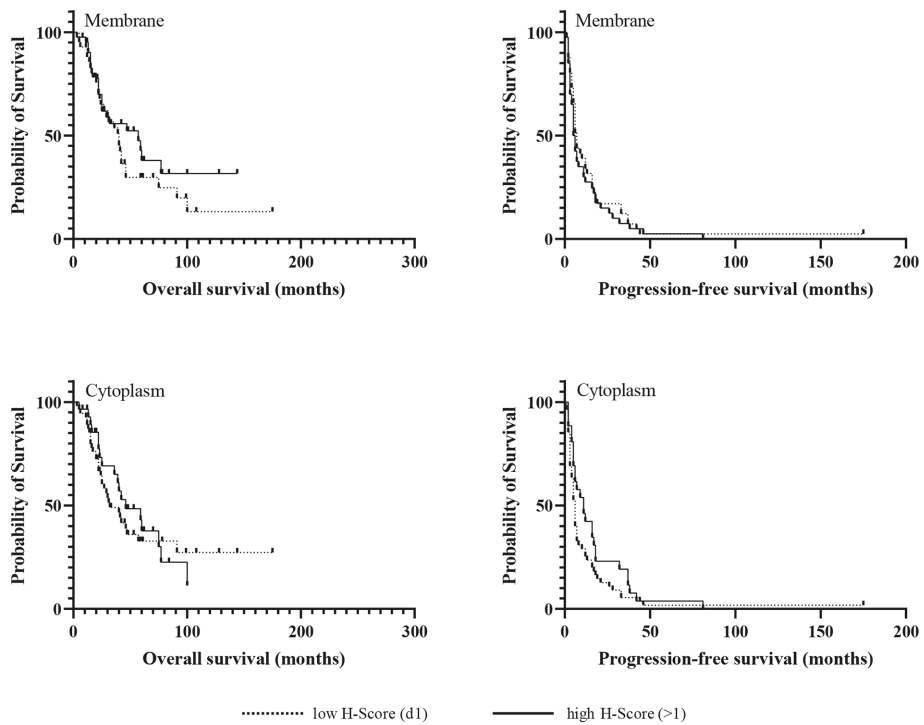 Membrane
Probability of Survival
100
50
0
0
100
200
300
Overall survival (months)
Membrane
Probability of Survival
100
50
0
0
50
100
150
200
Progression-free survival (months)
Cytoplasm
Probability of Survival
100
50
0
0
100
200
300
Overall survival (months)
Cytoplasm
Probability of Survival
100
50
0
0
50
100
150
200
Progression-free survival (months)
low H-Score (d1)
high H-Score (>1)